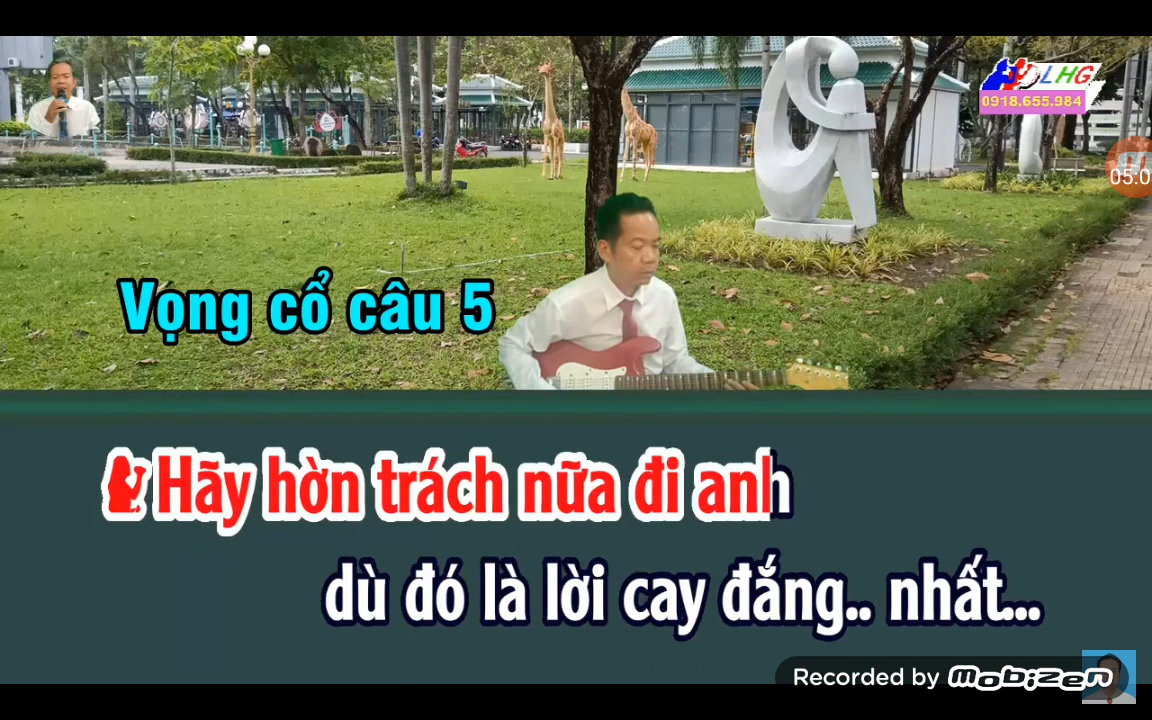 LHG
0918.655.984
05:0
Vọng cổ câu 5
Hãy hờn trách nữa đi anh
dù đó là lời cay đắng.. nhất...
Recorded by mobizen